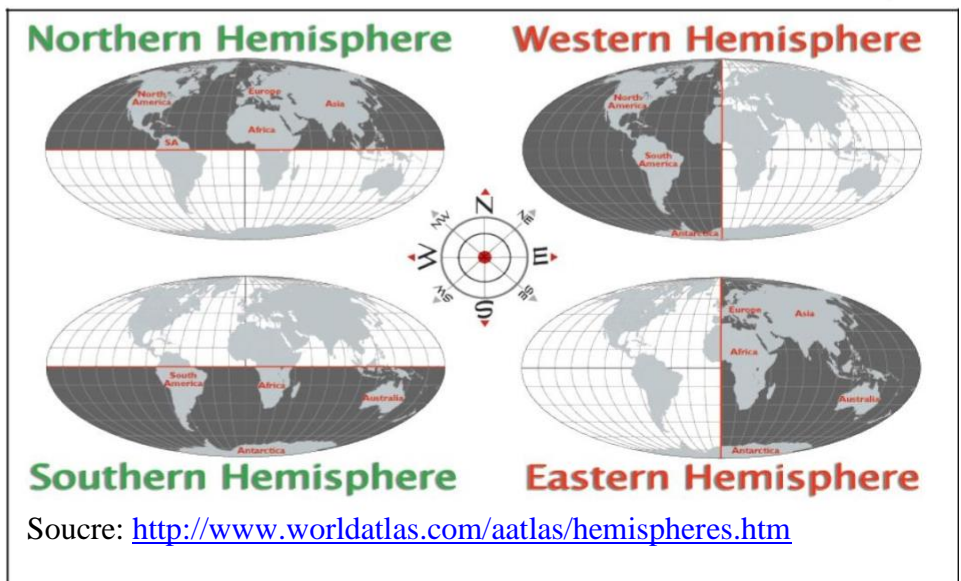 Northern Hemisphere
North
America
Europe
Asia
Africa
SA
Western Hemisphere
North
America
South
America
Antarctica
N
NE
E
SE
S
SW
W
NW
South
America
Africa
Australia
Antarctica
Southern Hemisphere
Europe
Asia
Africa
Australia
Antarctica
Eastern Hemisphere
Soucre: http://www.worldatlas.com/aatlas/hemispheres.htm